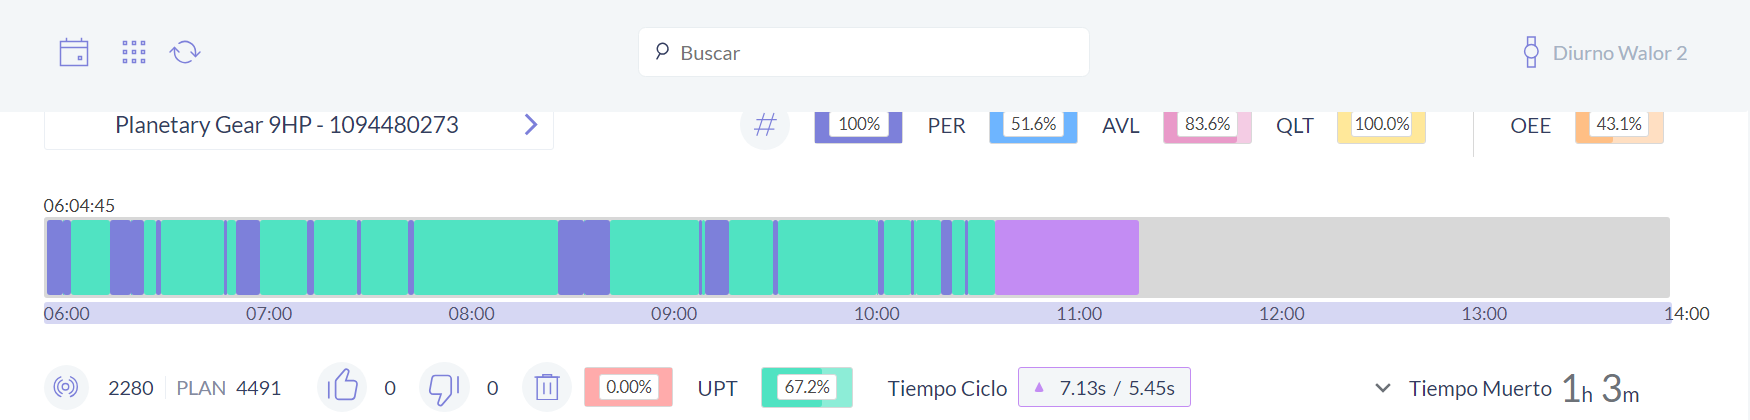 Buscar
Diurno Walor 2
Planetary Gear 9HP - 1094480273
# 100% PER 51.6% AVL 83.6% QLT 100.0% OEE 43.1%
06:04:45
06:00 07:00 08:00 09:00 10:00 11:00 12:00 13:00 14:00
2280 PLAN 4491 0 0 0.00% UPT 67.2% Tiempo Ciclo 7.13s / 5.45s Tiempo Muerto 1h 3m